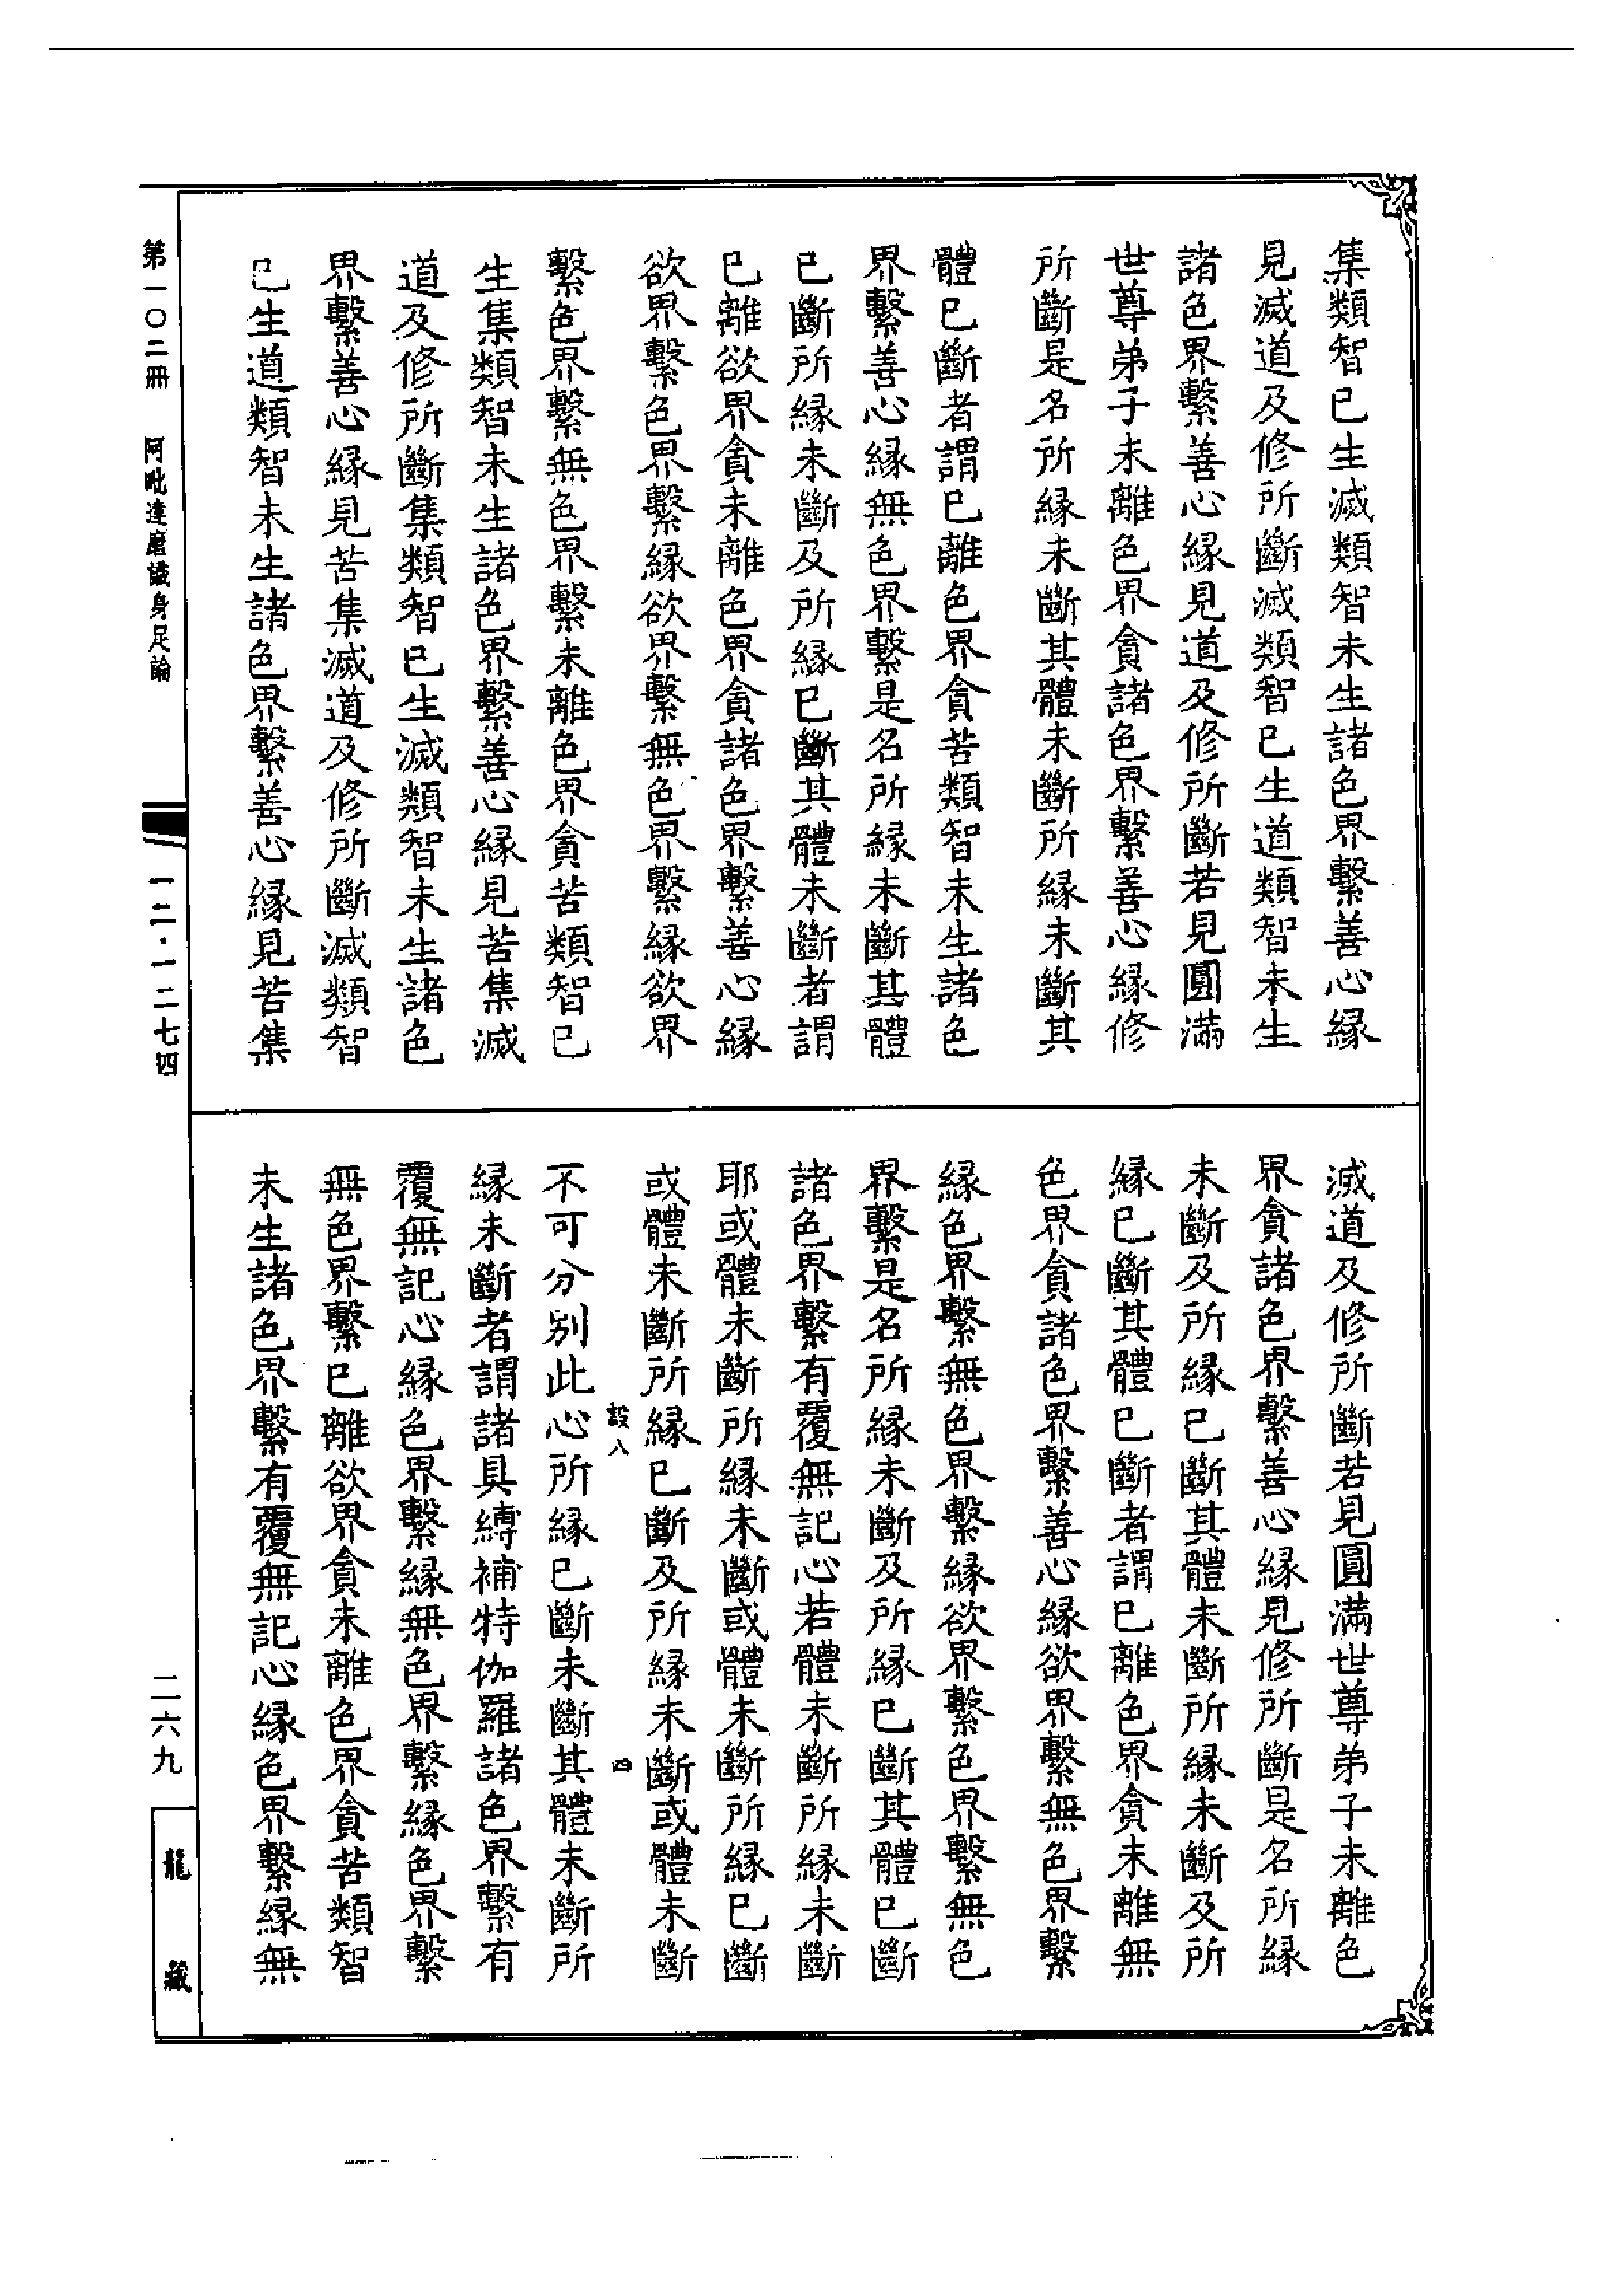 集類智已生滅類智未生諸色界繫善心緣
見滅道及修所斷滅類智已生道類智未生
諸色界繫善心緣見道及修所斷若見圓滿
世尊弟子未離色界貪諸色界繫善心緣修
所斷是名所緣未斷其體未斷所緣未斷其
體已斷者謂已離色界貪苦類智未生諸色
界繫善心緣無色界繫是名所緣未斷其體
已斷所緣未斷及所緣已斷其體未斷者謂
已離欲界貪未離色界貪諸色界繫善心緣
欲界繫色界繫緣欲界繫無色界繫緣欲界
繫色界繫無色界繫未離色界貪苦類智已
生集類智未生諸色界繫善心緣見苦集滅
道及修所斷集類智已生滅類智未生諸色
界繫善心緣見苦集滅道及修所斷滅類智
已生道類智未生諸色界繫善心緣見苦集
滅道及修所斷若見圓滿世尊弟子未離色
界貪諸色界繫善心緣見修所斷是名所緣
未斷及所緣已斷其體未斷所緣未斷及所
緣已斷其體已斷者謂已離色界貪未離無
色界貪諸色界繫善心緣欲界繫無色界繫
緣色界繫無色界繫緣欲界繫色界繫無色
界繫是名所緣未斷及所緣已斷其體已斷
諸色界繫有覆無記心若體未斷所緣未斷
耶或體未斷所緣未斷或體未斷所緣已斷
或體未斷所緣已斷及所緣未斷或體未斷
不可分別此心所緣已斷未斷其體未斷所
緣未斷者謂諸具縛補特伽羅諸色界繫有
覆無記心緣色界繫緣無色界繫緣色界繫
無色界繫已離欲界貪未離色界貪苦類智
未生諸色界繫有覆無記心緣色界繫緣無
設八
四
第一〇二冊 阿毗達磨識身足論
一二·一二七四
二六九
龍藏